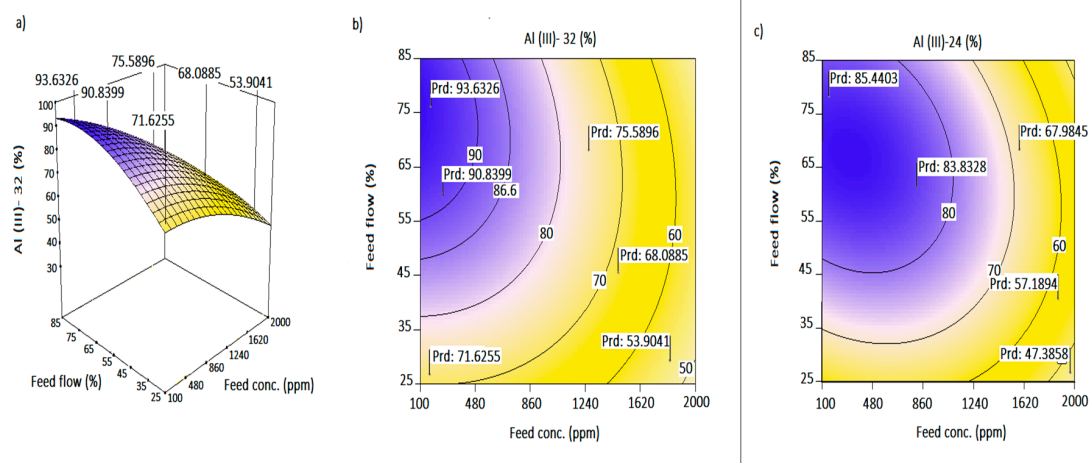 a)
93.6326
75.5896
90.8399
68.0885
53.9041
71.6255
100
90
80
70
60
50
40
30
Al (III)- 32 (%)
85
75
65
55
45
35
25
Feed flow (%)
100
480
860
1240
1620
2000
Feed conc. (ppm)
b)
Al (III)- 32 (%)
85
75
65
55
45
35
25
Feed flow (%)
Prd: 93.6326
Prd: 75.5896
90
Prd: 90.8399
86.6
80
60
Prd: 68.0885
70
Prd: 53.9041
Prd: 71.6255
50
100 480 860 1240 1620 2000
Feed conc. (ppm)
c)
Al (III)-24 (%)
85
75
65
55
45
35
25
Feed flow (%)
Prd: 85.4403
Prd: 67.9845
Prd: 83.8328
80
60
70
Prd: 57.1894
Prd: 47.3858
100 480 860 1240 1620 2000
Feed conc. (ppm)